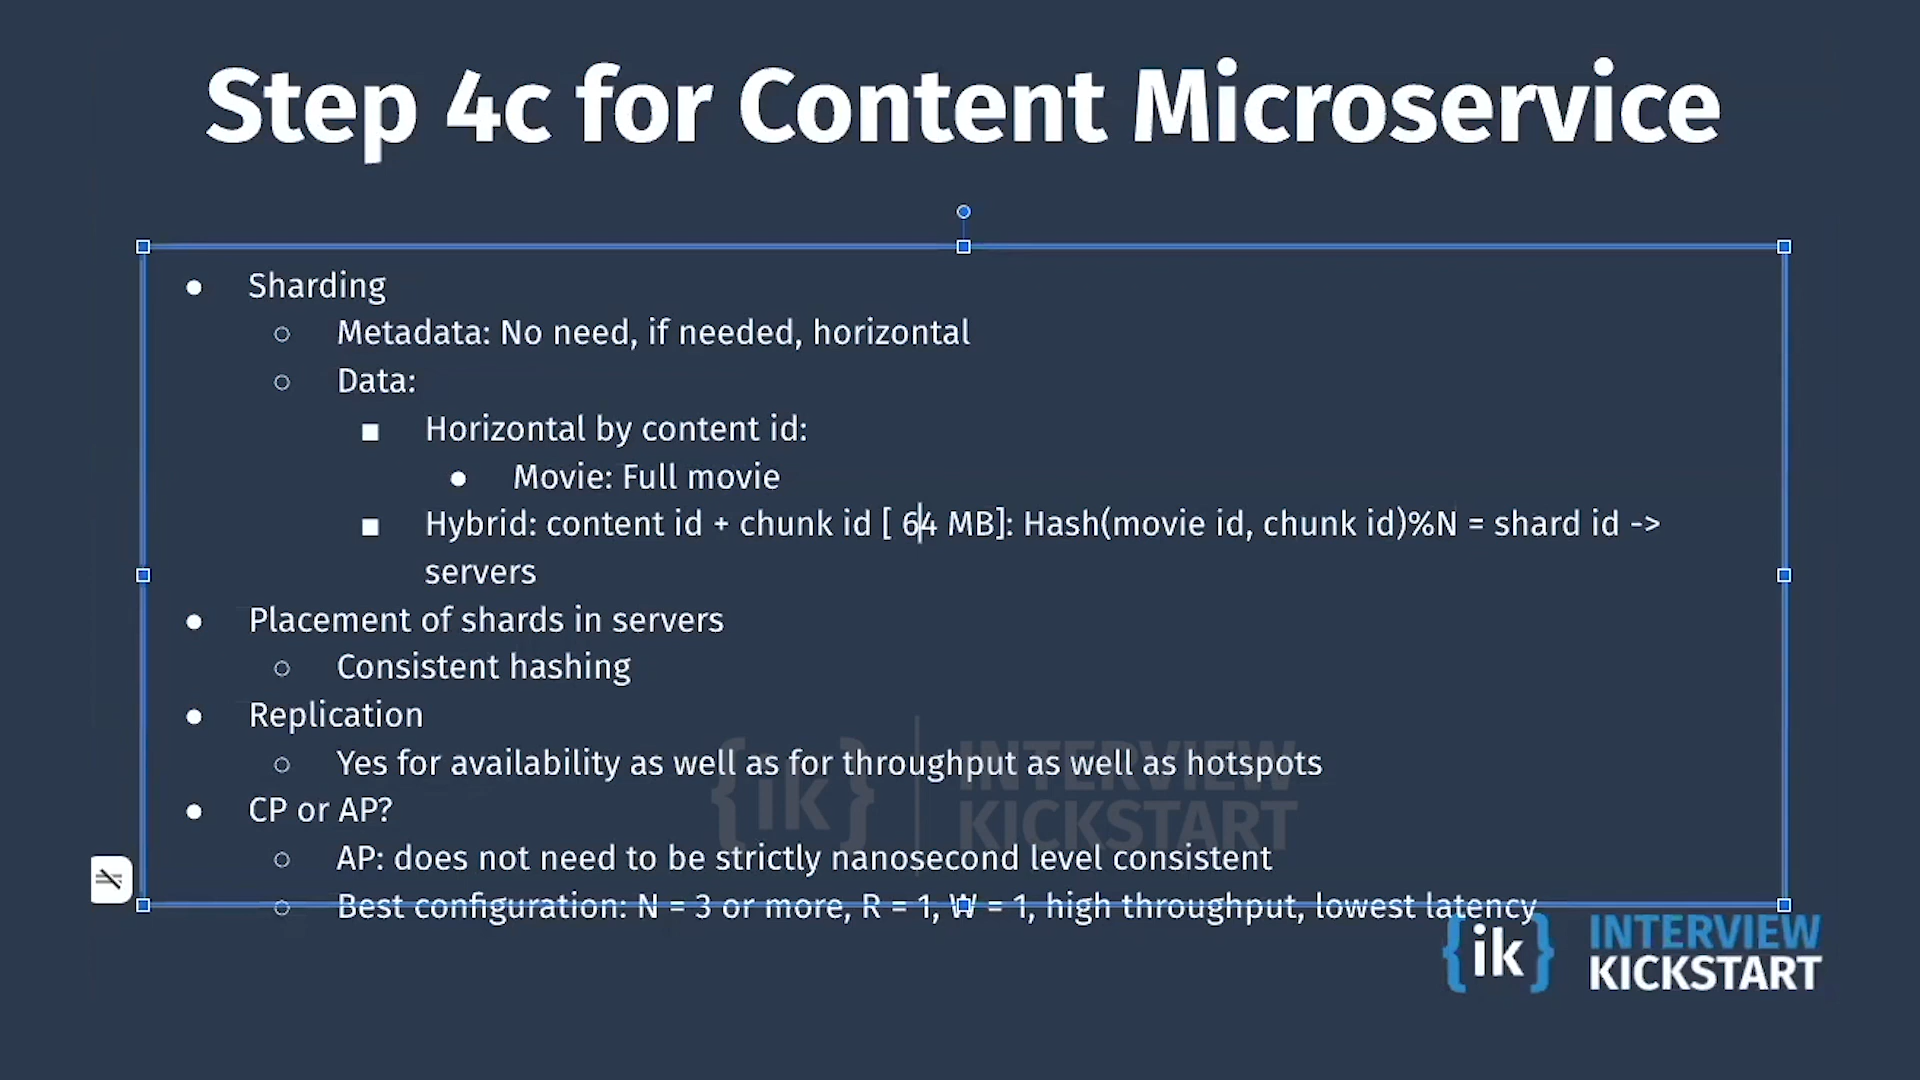 Step 4c for Content Microservice
● Sharding
○ Metadata: No need, if needed, horizontal
○ Data:
■ Horizontal by content id:
● Movie: Full movie
■ Hybrid: content id + chunk id [ 64 MB]: Hash(movie id, chunk id)%N = shard id ->
servers
● Placement of shards in servers
○ Consistent hashing
● Replication
○ Yes for availability as well as for throughput as well as hotspots
● CP or AP?
○ AP: does not need to be strictly nanosecond level consistent
○ Best configuration: N = 3 or more, R = 1, W = 1, high throughput, lowest latency
{ik} INTERVIEW
KICKSTART
{ik} INTERVIEW
KICKSTART